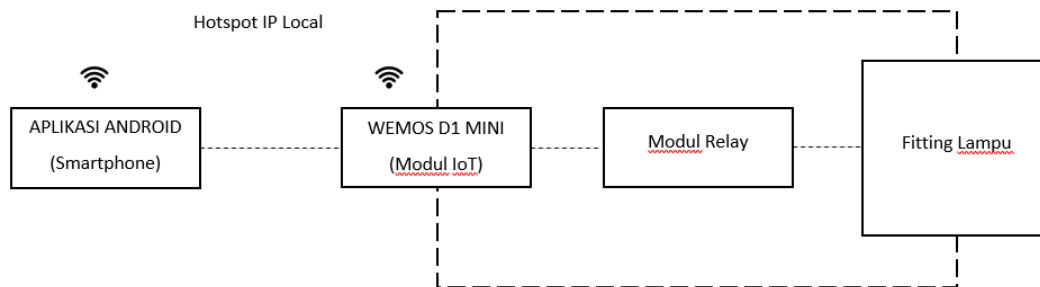 Hotspot IP Local
APLIKASI ANDROID
(Smartphone)
WEMOS D1 MINI
(Modul IoT)
Modul Relay
Fitting Lampu